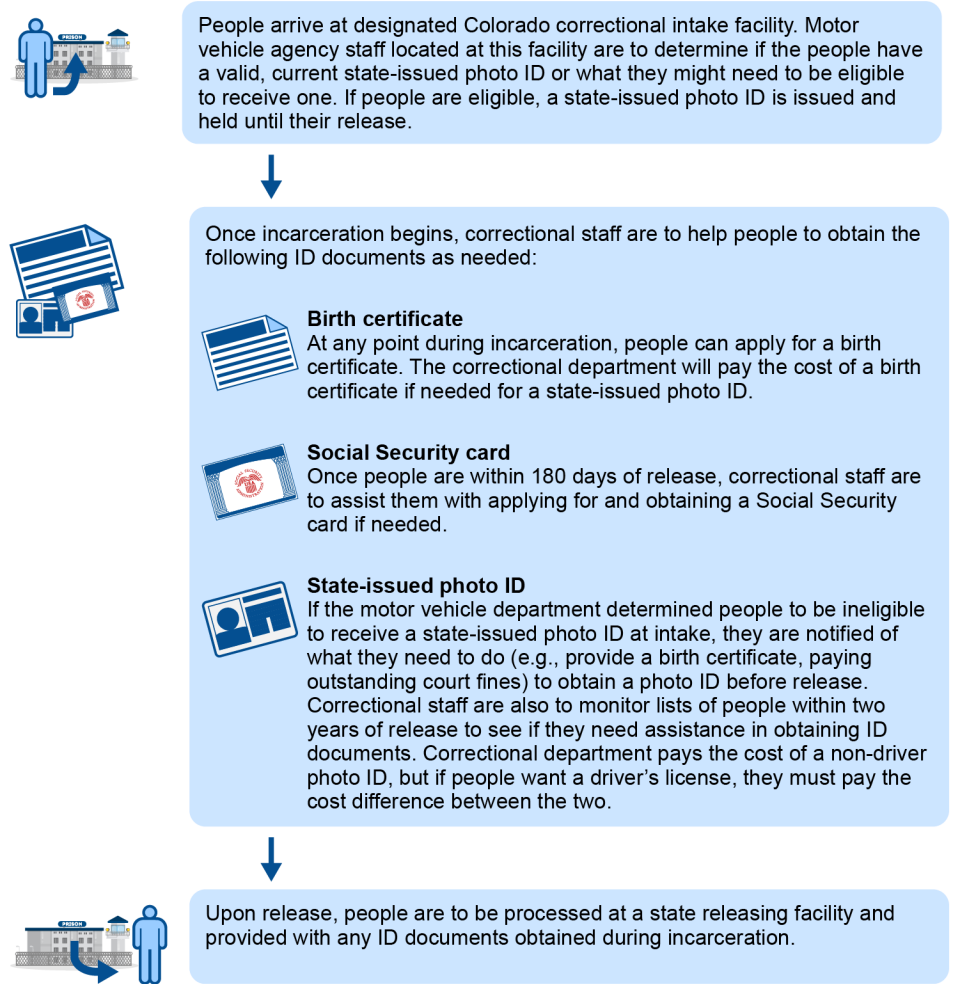 PRISON
People arrive at designated Colorado correctional intake facility. Motor
vehicle agency staff located at this facility are to determine if the people have
a valid, current state-issued photo ID or what they might need to be eligible
to receive one. If people are eligible, a state-issued photo ID is issued and
held until their release.
Once incarceration begins, correctional staff are to help people to obtain the
following ID documents as needed:
Birth certificate
At any point during incarceration, people can apply for a birth
certificate. The correctional department will pay the cost of a birth
certificate if needed for a state-issued photo ID.
Social Security card
Once people are within 180 days of release, correctional staff are
to assist them with applying for and obtaining a Social Security
card if needed.
State-issued photo ID
If the motor vehicle department determined people to be ineligible
to receive a state-issued photo ID at intake, they are notified of
what they need to do (e.g., provide a birth certificate, paying
outstanding court fines) to obtain a photo ID before release.
Correctional staff are also to monitor lists of people within two
years of release to see if they need assistance in obtaining ID
documents. Correctional department pays the cost of a non-driver
photo ID, but if people want a driver’s license, they must pay the
cost difference between the two.
PRISON
Upon release, people are to be processed at a state releasing facility and
provided with any ID documents obtained during incarceration.